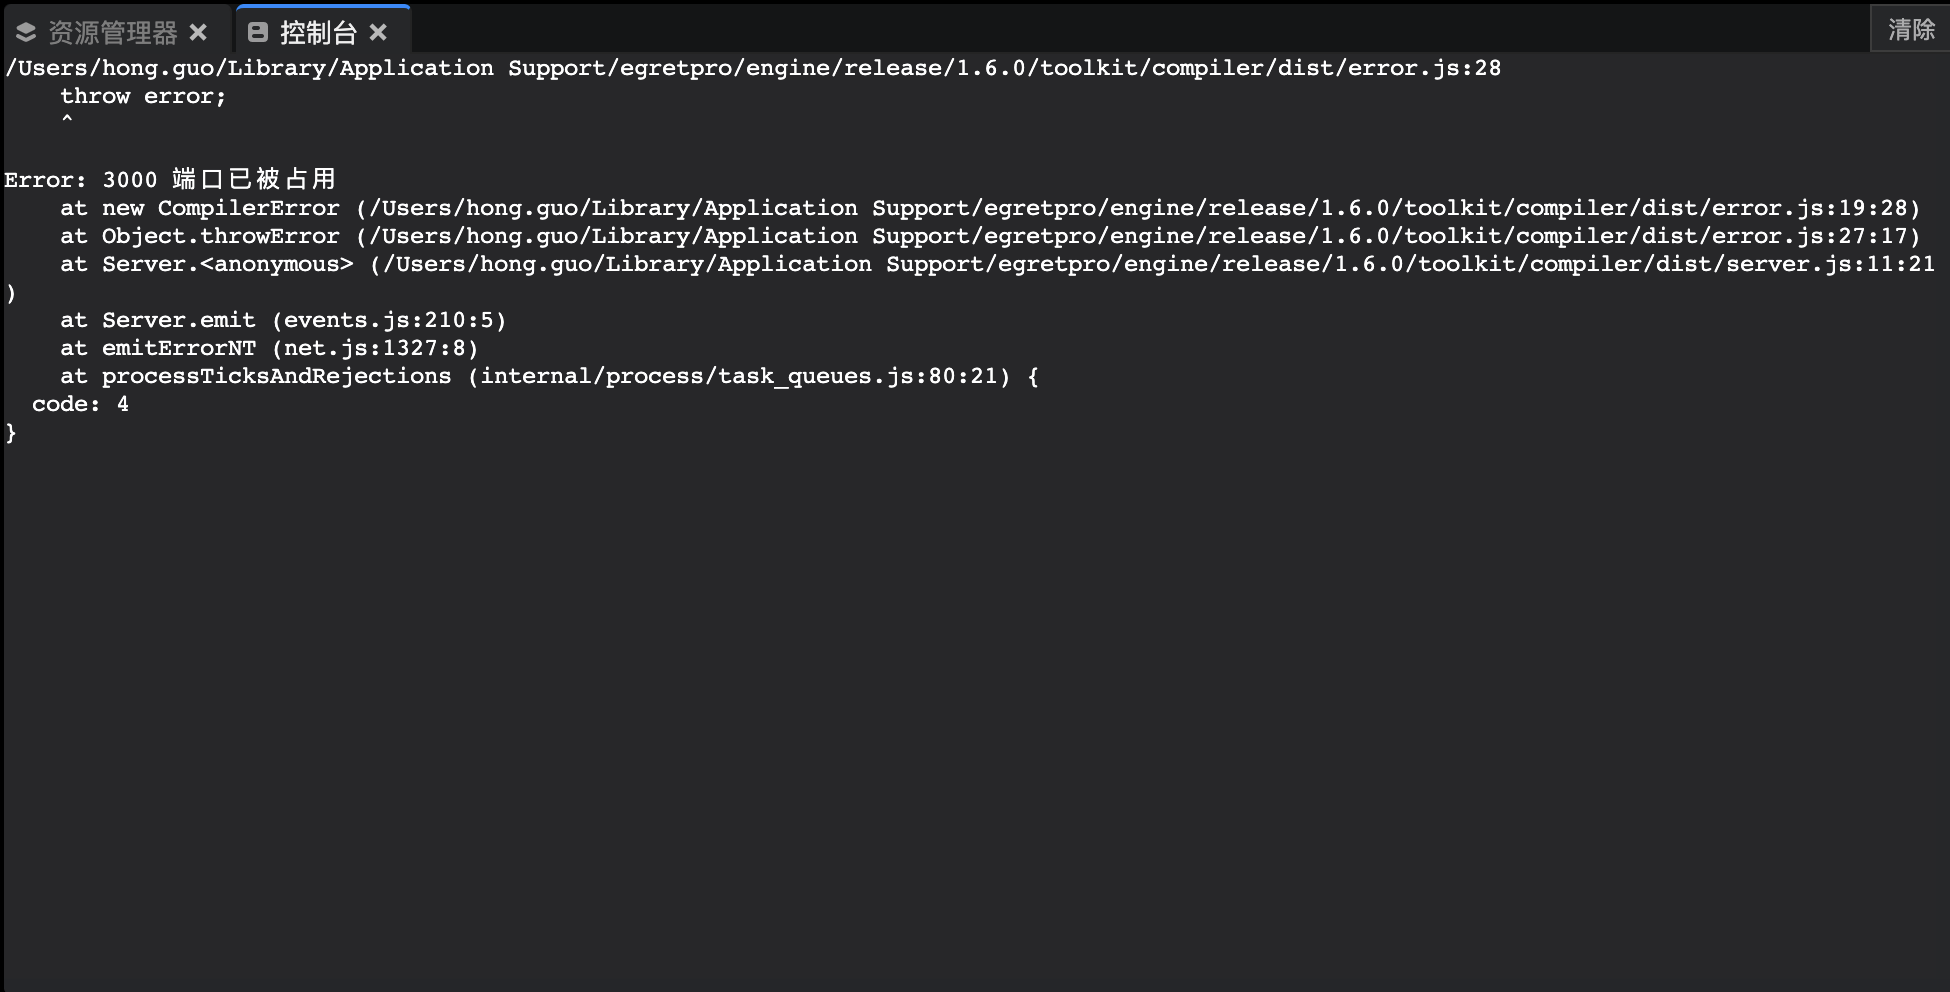 资源管理器 控制台 清除
/Users/hong.guo/Library/Application Support/egretpro/engine/release/1.6.0/toolkit/compiler/dist/error.js:28
    throw error;
    ^
Error: 3000 端口已被占用
    at new CompilerError (/Users/hong.guo/Library/Application Support/egretpro/engine/release/1.6.0/toolkit/compiler/dist/error.js:19:28)
    at Object.throwError (/Users/hong.guo/Library/Application Support/egretpro/engine/release/1.6.0/toolkit/compiler/dist/error.js:27:17)
    at Server.<anonymous> (/Users/hong.guo/Library/Application Support/egretpro/engine/release/1.6.0/toolkit/compiler/dist/server.js:11:21
)
    at Server.emit (events.js:210:5)
    at emitErrorNT (net.js:1327:8)
    at processTicksAndRejections (internal/process/task_queues.js:80:21) {
  code: 4
}